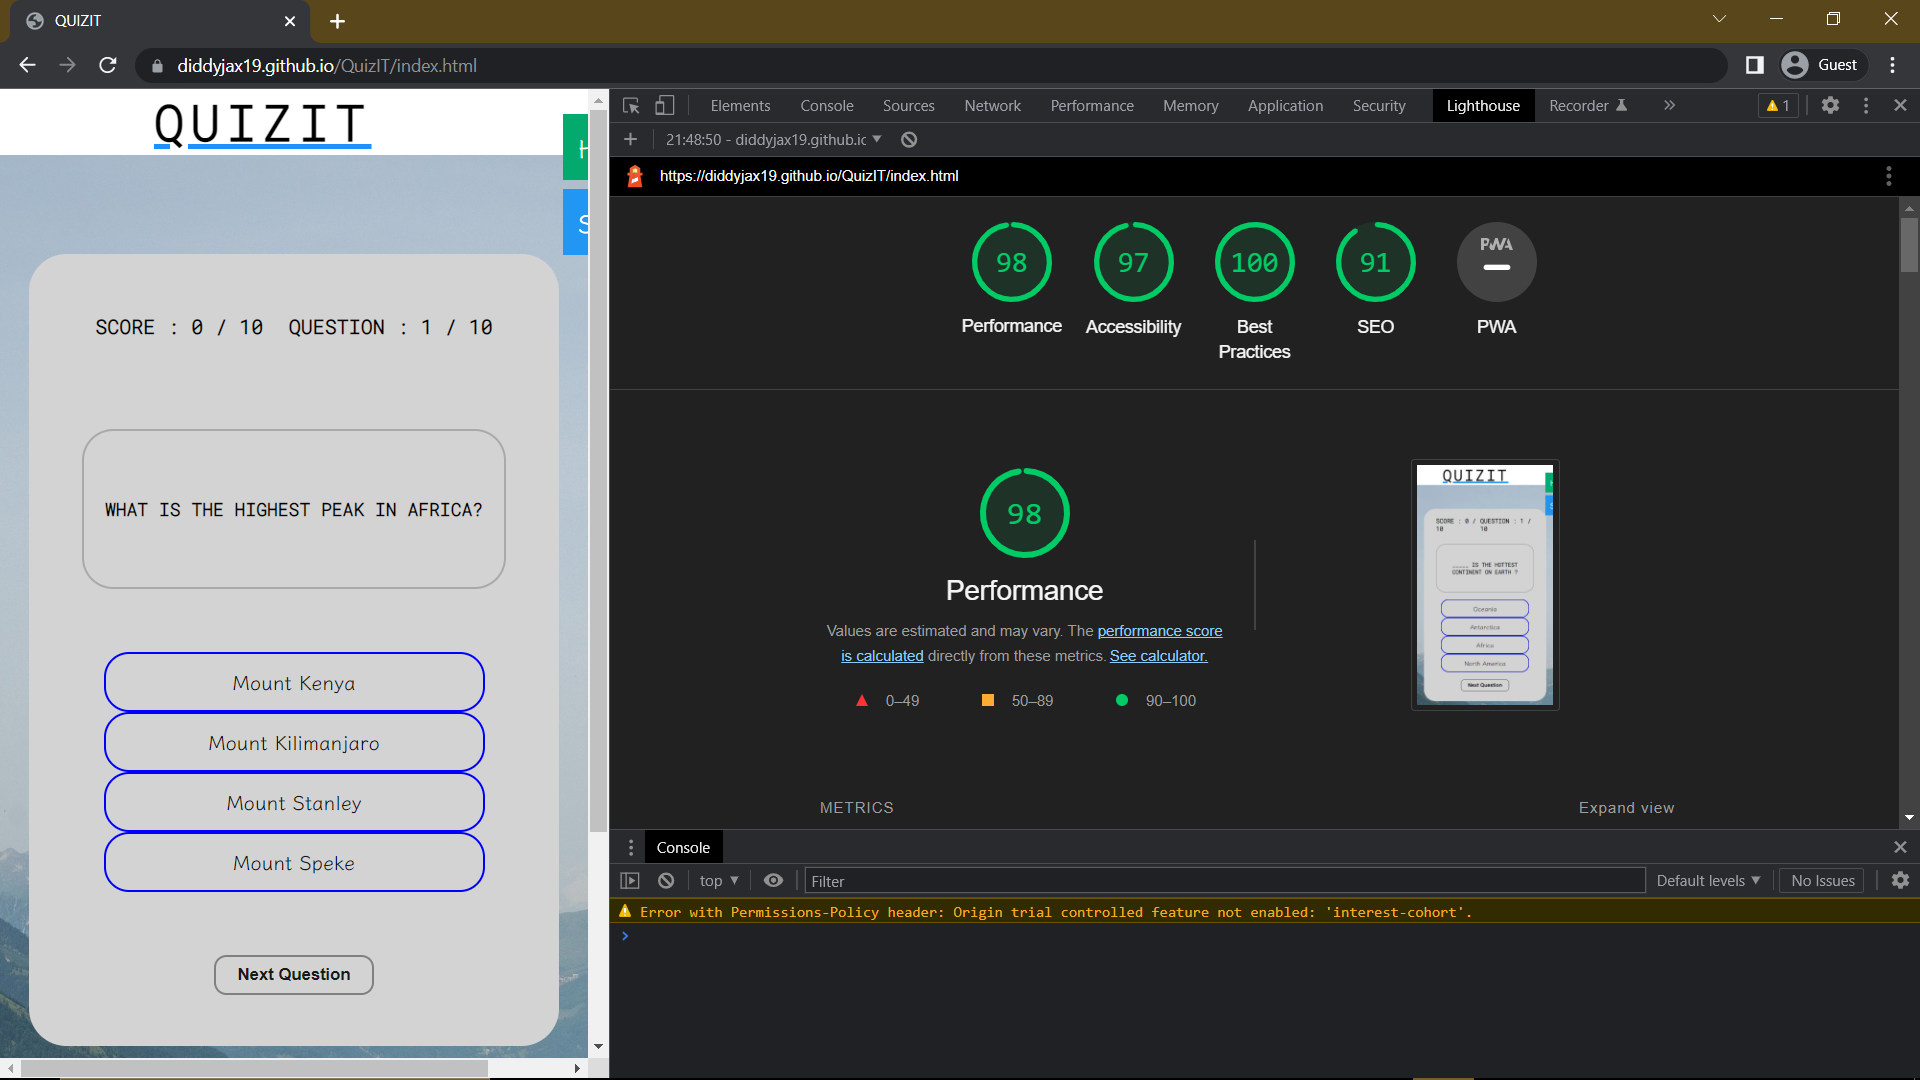 QUIZIT
diddyjax19.github.io/QuizIT/index.html
Guest
QUIZIT
H
S
SCORE : 0 / 10 QUESTION : 1 / 10
WHAT IS THE HIGHEST PEAK IN AFRICA?
Mount Kenya
Mount Kilimanjaro
Mount Stanley
Mount Speke
Next Question
Elements Console Sources Network Performance Memory Application Security Lighthouse Recorder 1
21:48:50 - diddyjax19.github.ic
https://diddyjax19.github.io/QuizIT/index.html
98 97 100 91 PWA
Performance Accessibility Best Practices SEO PWA
98
Performance
Values are estimated and may vary. The performance score
is calculated directly from these metrics. See calculator.
0–49 50–89 90–100
QUIZIT
SCORE : 0 / 10 QUESTION : 1 / 10
______ IS THE HOTTEST
CONTINENT ON EARTH ?
Oceania
Antarctica
Africa
North America
Next Question
METRICS Expand view
Console
top Filter Default levels No Issues
Error with Permissions-Policy header: Origin trial controlled feature not enabled: 'interest-cohort'.